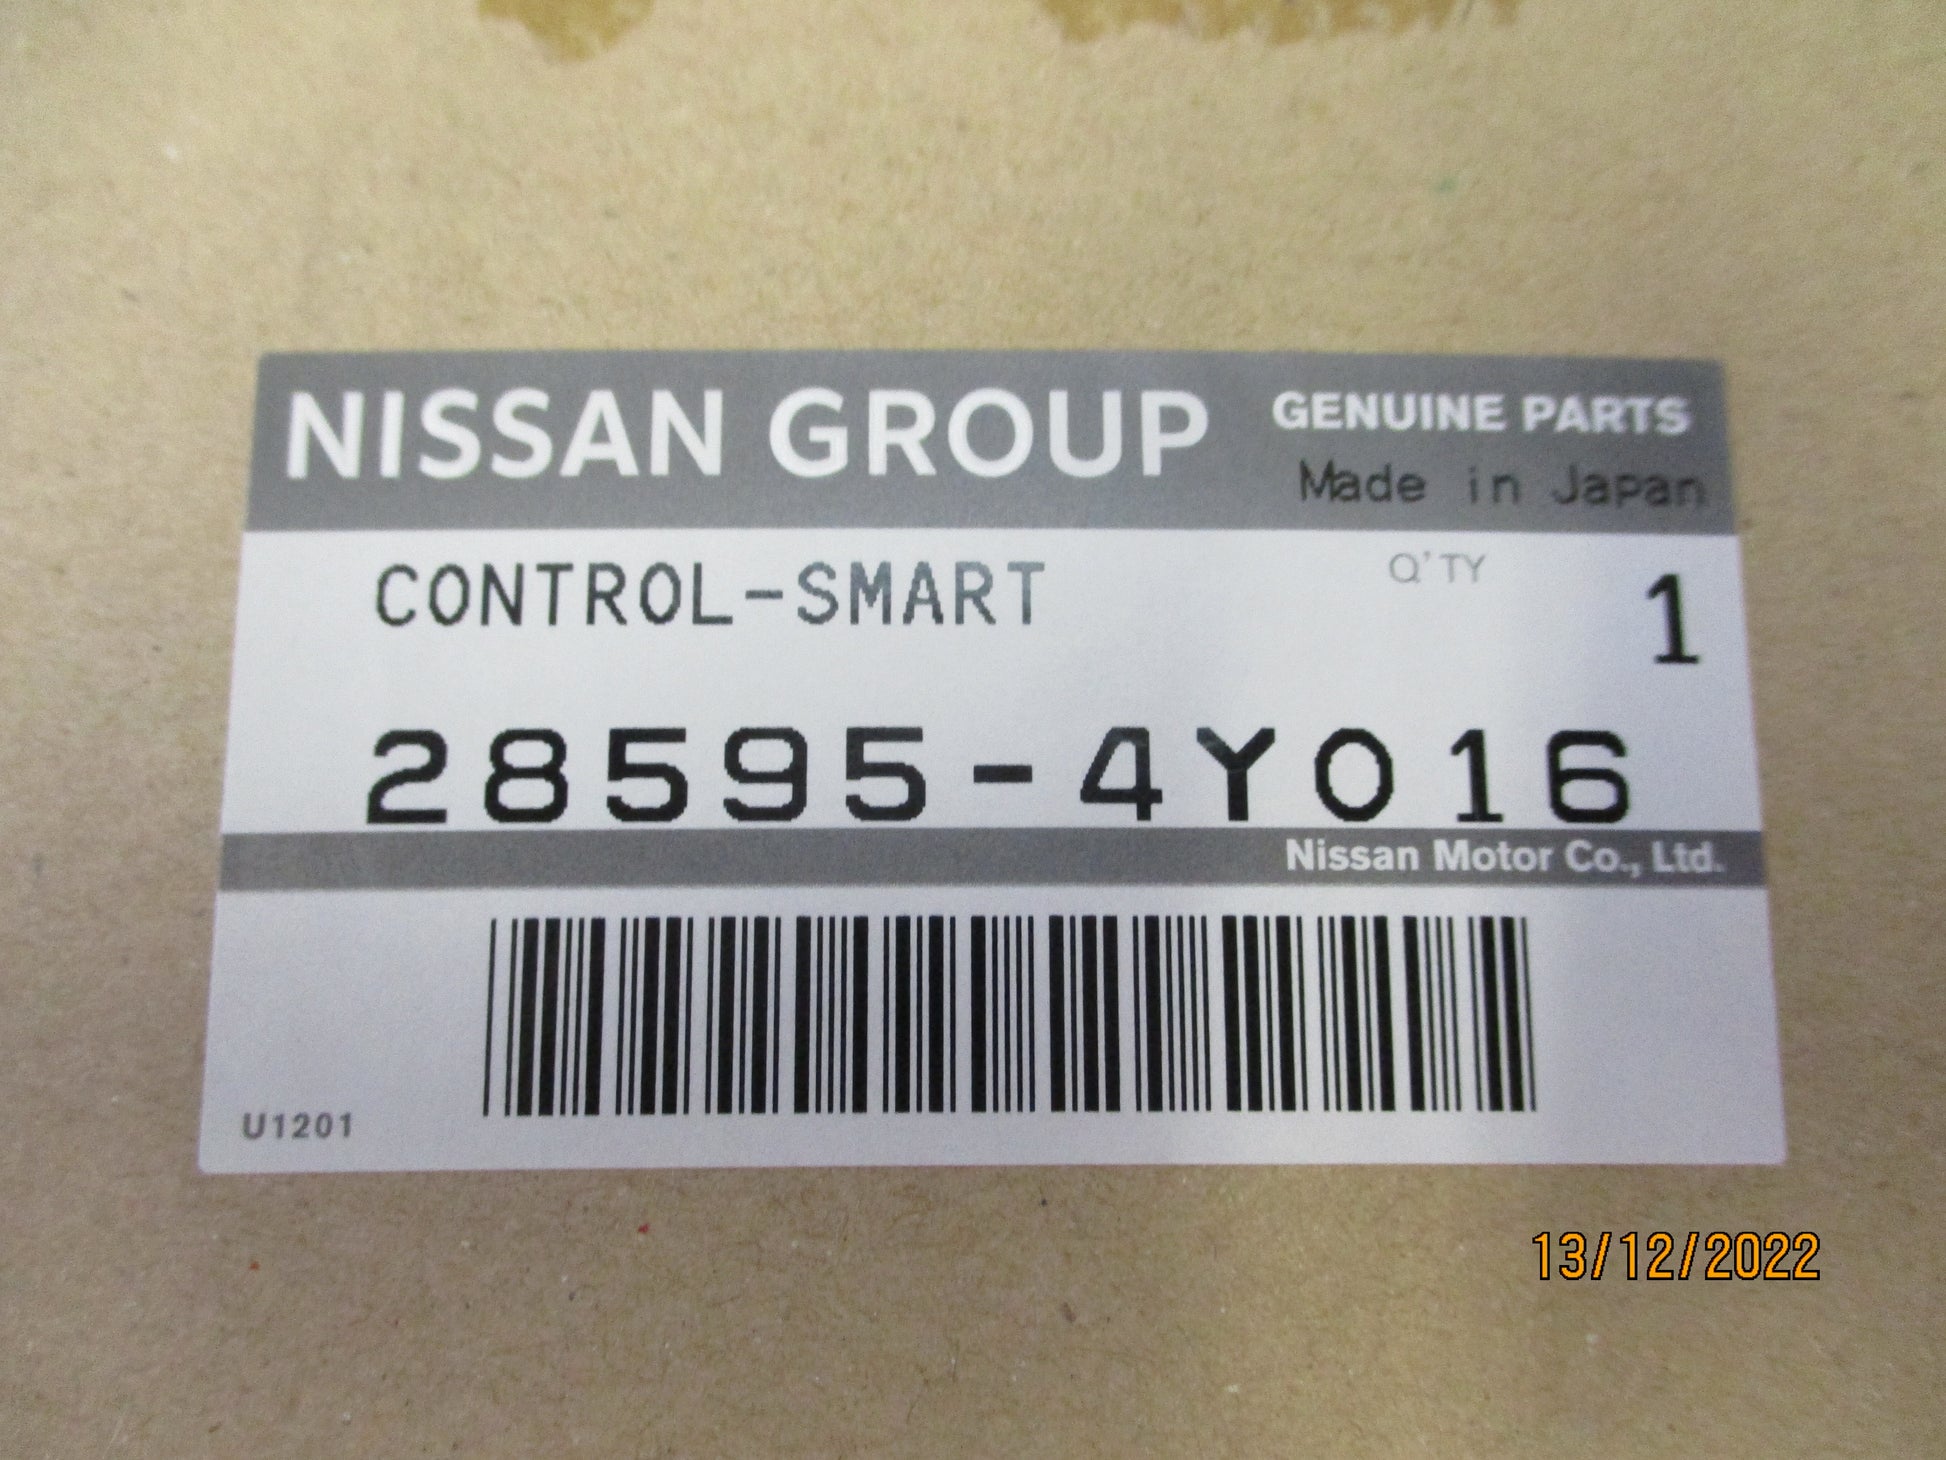 NISSAN GROUP GENUINE PARTS
Made in Japan
CONTROL-SMART Q'TY 1
28595-4Y016
Nissan Motor Co., Ltd.
U1201
13/12/2022